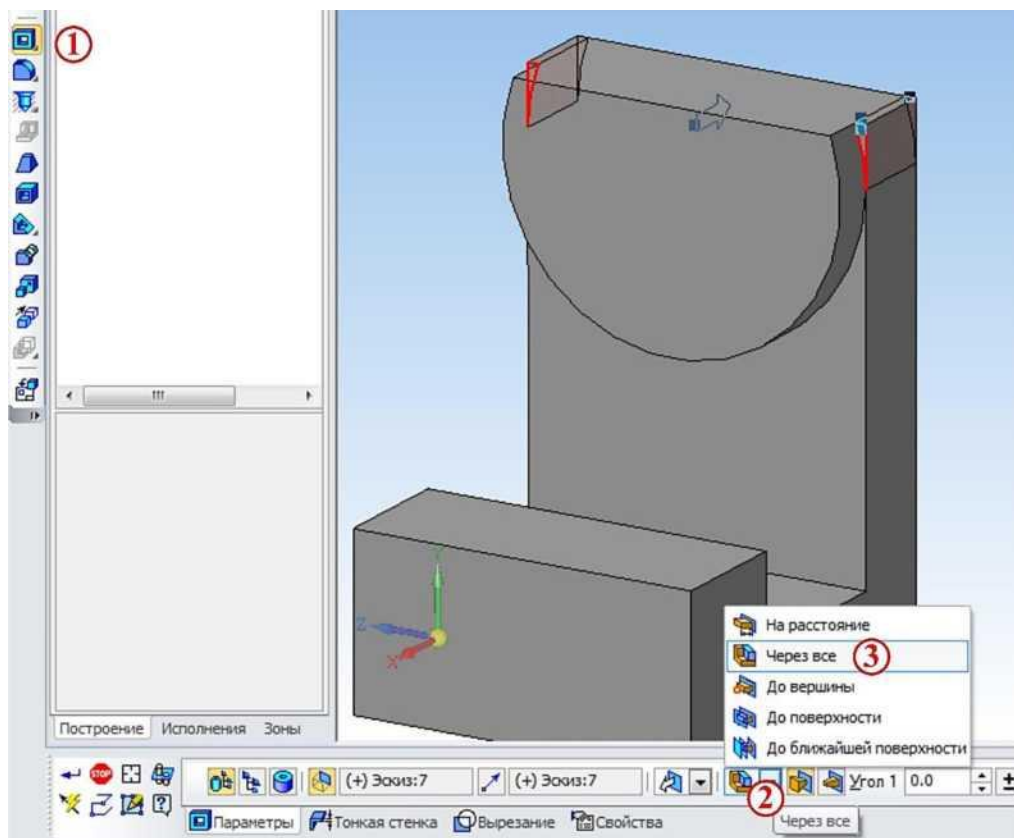 1
Z
X
На расстояние
Через все 3
До вершины
До поверхности
До ближайшей поверхности
Построение Исполнения Зоны
STOP (+) Эскиз:7 (+) Эскиз:7 Угол 1 0.0
2
Параметры Тонкая стенка Вырезание Свойства Через все